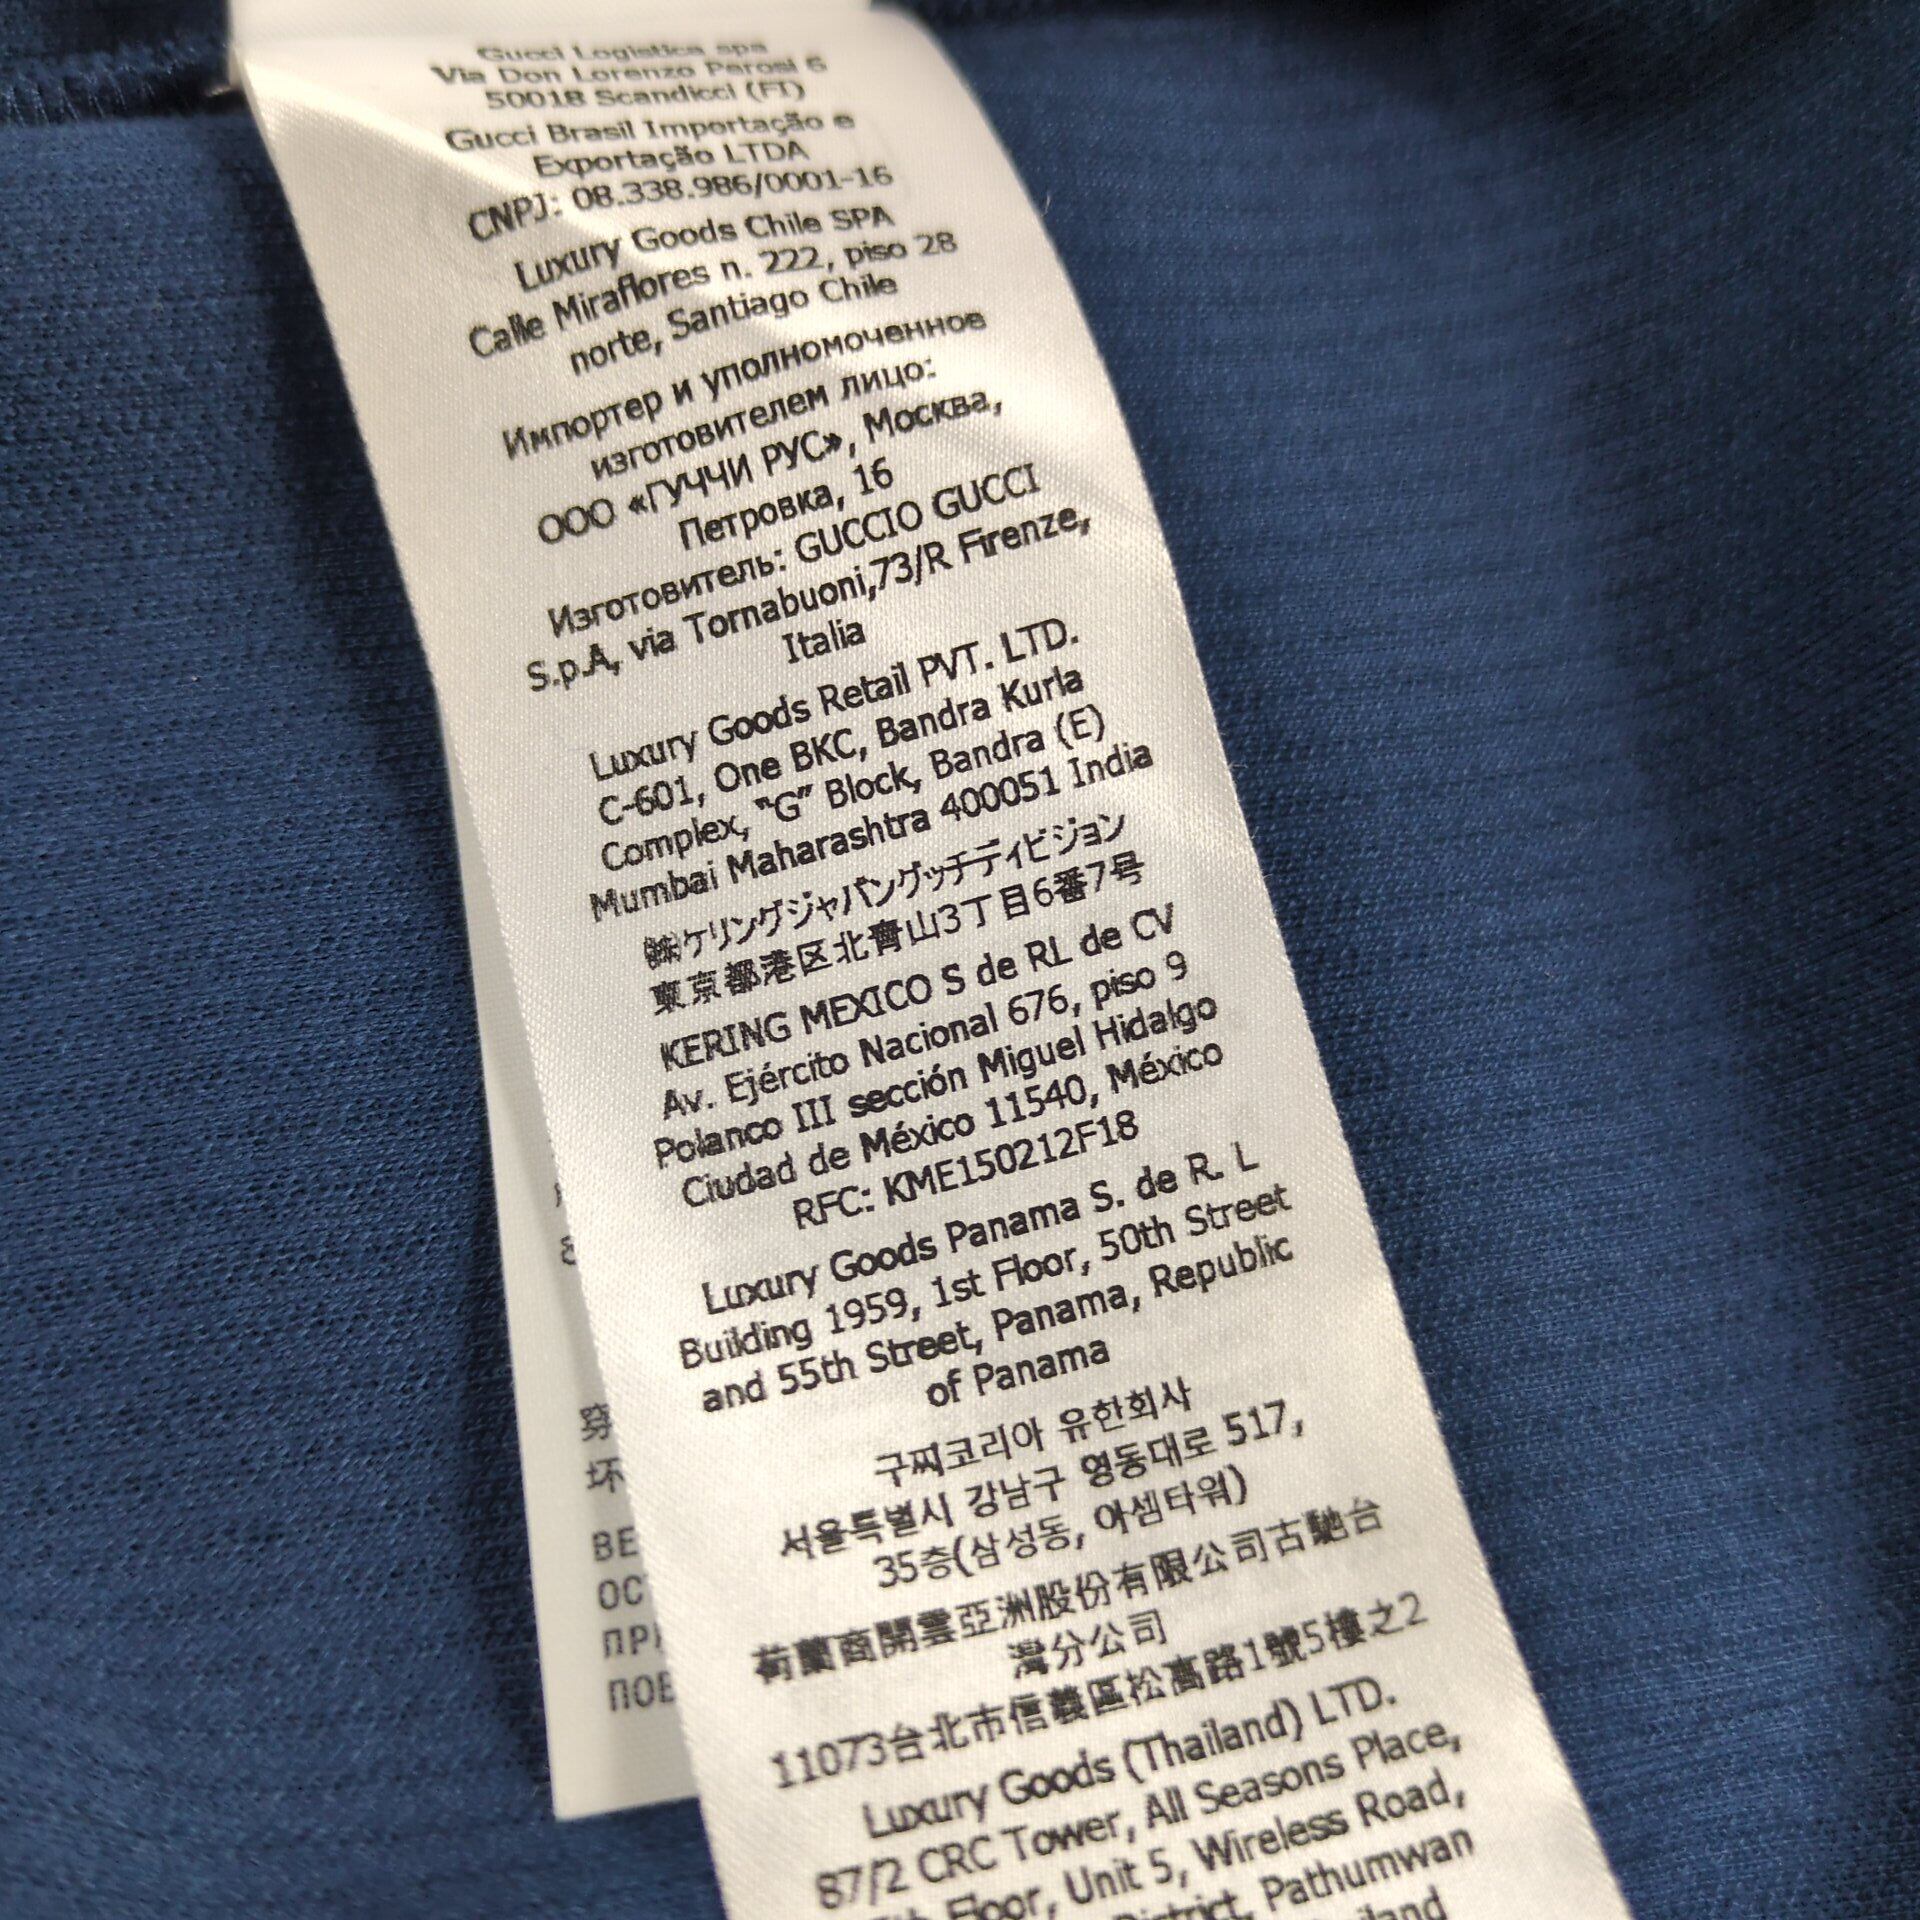 Gucci Logistica spa
Via Don Lorenzo Perosi 6
50018 Scandicci (FI)
Gucci Brasil Importação e
Exportação LTDA
CNPJ: 08.338.986/0001-16
Luxury Goods Chile SPA
Calle Miraflores n. 222, piso 28
norte, Santiago Chile
Импортер и уполномоченное
изготовителем лицо:
ООО «ГУЧЧИ РУС», Москва,
Петровка, 16
Изготовитель: GUCCIO GUCCI
S.p.A, via Tornabuoni,73/R Firenze,
Italia
Luxury Goods Retail PVT. LTD.
C-601, One BKC, Bandra Kurla
Complex, "G" Block, Bandra (E)
Mumbai Maharashtra 400051 India
㈱ケリングジャパングッチディビジョン
東京都港区北青山3丁目6番7号
KERING MEXICO S de RL de CV
Av. Ejército Nacional 676, piso 9
Polanco III sección Miguel Hidalgo
Ciudad de México 11540, México
RFC: KME150212F18
Luxury Goods Panama S. de R. L
Building 1959, 1st Floor, 50th Street
and 55th Street, Panama, Republic
of Panama
구찌코리아 유한회사
서울특별시 강남구 영동대로 517,
35층(삼성동, 아셈타워)
荷蘭商開雲亞洲股份有限公司古馳台
灣分公司
11073台北市信義區松高路1號5樓之2
Luxury Goods (Thailand) LTD.
87/2 CRC Tower, All Seasons Place,
Floor, Unit 5, Wireless Road,
Pathumwan
穿
坏
ВЕ
ОС
ПР
ПОВ